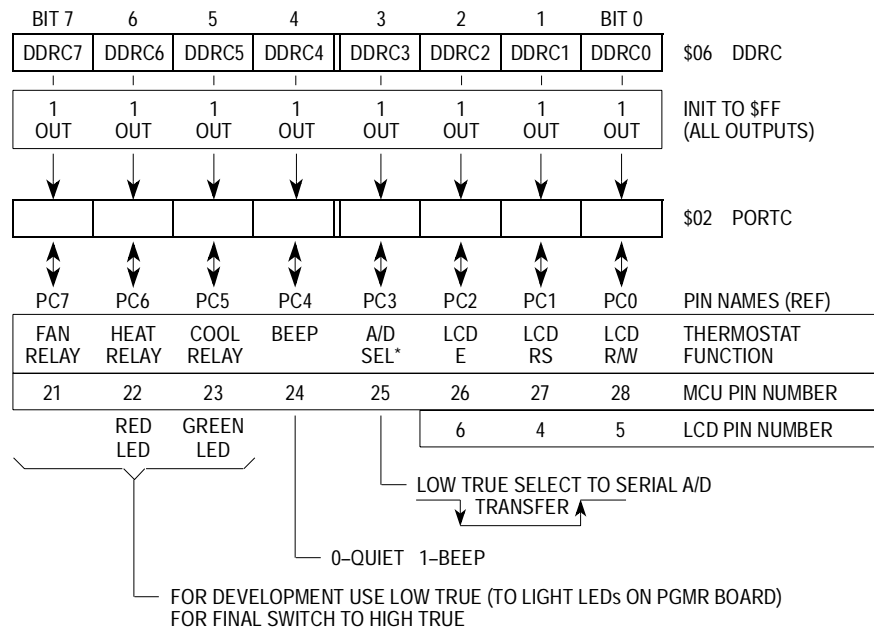 BIT 7 6 5 4 3 2 1 BIT 0
DDRC7 DDRC6 DDRC5 DDRC4 DDRC3 DDRC2 DDRC1 DDRC0 $06 DDRC
1 1 1 1 1 1 1 1 INIT TO $FF
OUT OUT OUT OUT OUT OUT OUT OUT (ALL OUTPUTS)
$02 PORTC
PC7 PC6 PC5 PC4 PC3 PC2 PC1 PC0 PIN NAMES (REF)
FAN HEAT COOL BEEP A/D LCD LCD LCD THERMOSTAT
RELAY RELAY RELAY SEL* E RS R/W FUNCTION
21 22 23 24 25 26 27 28 MCU PIN NUMBER
RED GREEN 6 4 5 LCD PIN NUMBER
LED LED
LOW TRUE SELECT TO SERIAL A/D
TRANSFER
0–QUIET 1–BEEP
FOR DEVELOPMENT USE LOW TRUE (TO LIGHT LEDs ON PGMR BOARD)
FOR FINAL SWITCH TO HIGH TRUE